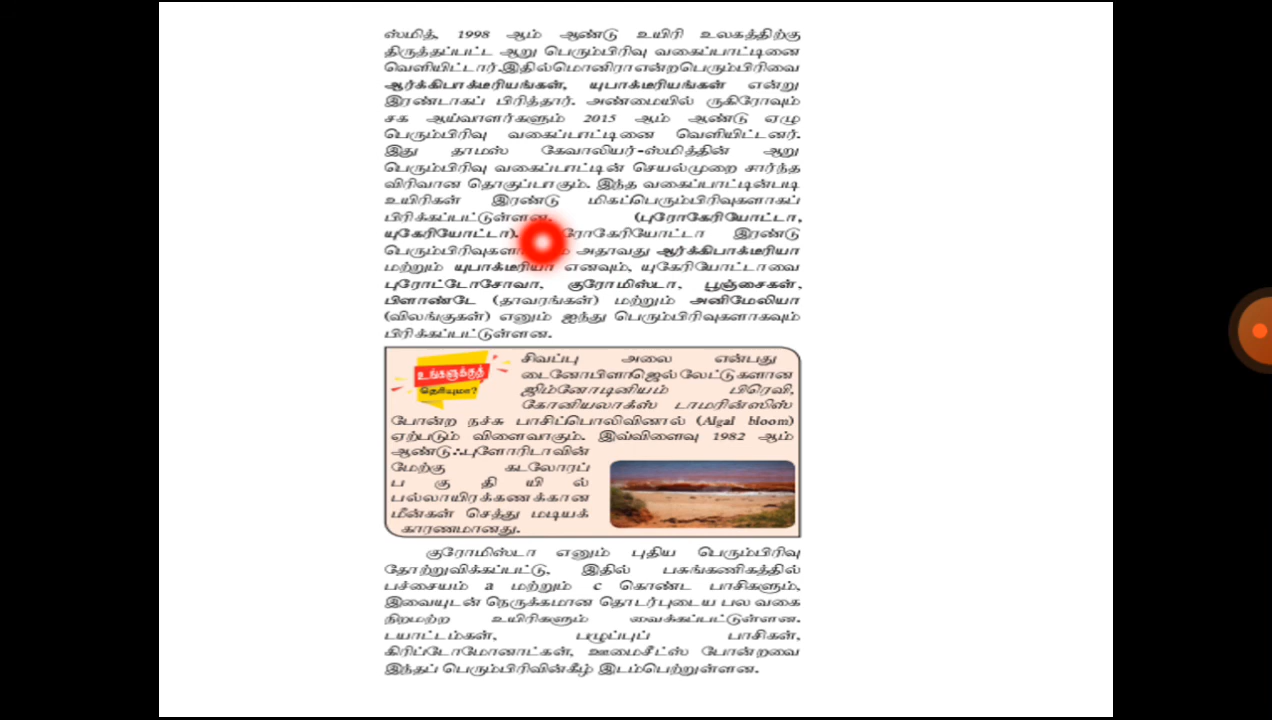 ஸ்மித், 1998 ஆம் ஆண்டு உயிரி உலகத்திற்கு
திருத்தப்பட்ட ஆறு பெரும்பிரிவு வகைப்பாட்டினை
வெளியிட்டார்.இதில்மொனிராஎன்றபெரும்பிரிவை
ஆர்க்கிபாக்டீரியங்கள், யுபாக்டீரியங்கள் என்று
இரண்டாகப் பிரித்தார். அண்மையில் ருகிரோவும்
சக ஆய்வாளர்களும் 2015 ஆம் ஆண்டு ஏழு
பெரும்பிரிவு வகைப்பாட்டினை வெளியிட்டனர்.
இது தாமஸ் கேவாலியர்-ஸ்மித்தின் ஆறு
பெரும்பிரிவு வகைப்பாட்டின் செயல்முறை சார்ந்த
விரிவான தொகுப்பாகும். இந்த வகைப்பாட்டின்படி
உயிரிகள் இரண்டு மிகப்பெரும்பிரிவுகளாகப்
பிரிக்கப்பட்டுள்ளன. (புரோகேரியோட்டா,
யுகேரியோட்டா). ரோகேரியோட்டா இரண்டு
அதாவது ஆர்க்கிபாக்டீரியா
மற்றும் யுபாக்டீரியா எனவும், யுகேரியோட்டாவை
புரோட்டோசோவா, குரோமிஸ்டா, பூஞ்சைகள்,
பிளாண்டே (தாவரங்கள்) மற்றும் அனிமேலியா
(விலங்குகள்) எனும் ஐந்து பெரும்பிரிவுகளாகவும்
பிரிக்கப்பட்டுள்ளன.
உங்களுக்குத்
தெரியுமா?
சிவப்பு அலை என்பது
டைனோபிளாஜெல்லேட்டுகளான
ஜிம்னோடினியம் பிரெவி,
கோனியலாக்ஸ் டாமரின்ஸிஸ்
போன்ற நச்சு பாசிப்பொலிவினால் (Algal bloom)
ஏற்படும் விளைவாகும். இவ்விளைவு 1982 ஆம்
ஆண்டுஃபுளோரிடாவின்
மேற்கு கடலோரப்
ப கு தி யி ல்
பல்லாயிரக்கணக்கான
மீன்கள் செத்து மடியக்
காரணமானது.
குரோமிஸ்டா எனும் புதிய பெரும்பிரிவு
தோற்றுவிக்கப்பட்டு, இதில் பசுங்கணிகத்தில்
பச்சையம் a மற்றும் c கொண்ட பாசிகளும்,
இவையுடன் நெருக்கமான தொடர்புடைய பல வகை
நிறமற்ற உயிரிகளும் வைக்கப்பட்டுள்ளன.
டயாட்டம்கள், பழுப்புப் பாசிகள்,
கிரிப்டோமோனாட்கள், ஊமைசீட்ஸ் போன்றவை
இந்தப் பெரும்பிரிவின்கீழ் இடம்பெற்றுள்ளன.